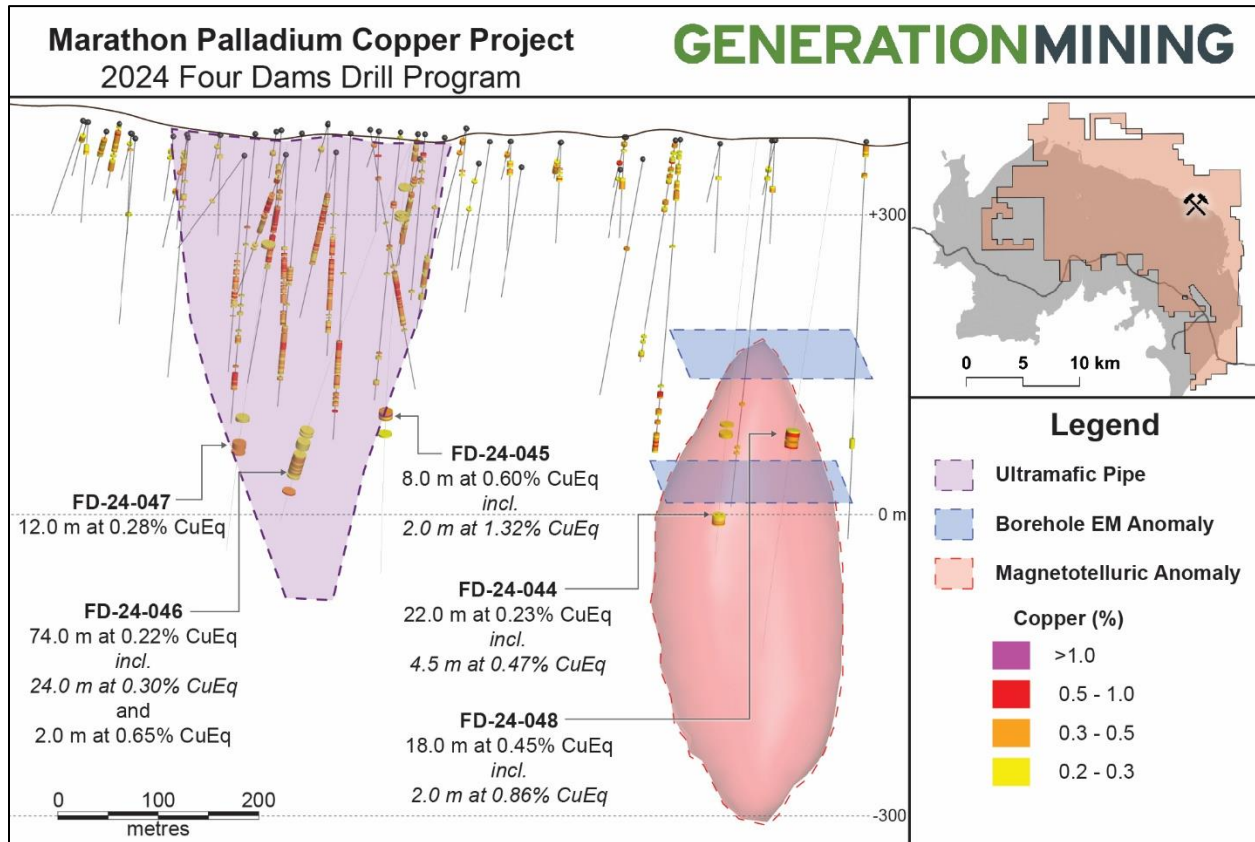 Marathon Palladium Copper Project
2024 Four Dams Drill Program
GENERATIONMINING
+300
0 m
-300
FD-24-047
12.0 m at 0.28% CuEq
FD-24-046
74.0 m at 0.22% CuEq
incl.
24.0 m at 0.30% CuEq
and
2.0 m at 0.65% CuEq
FD-24-045
8.0 m at 0.60% CuEq
incl.
2.0 m at 1.32% CuEq
FD-24-044
22.0 m at 0.23% CuEq
incl.
4.5 m at 0.47% CuEq
FD-24-048
18.0 m at 0.45% CuEq
incl.
2.0 m at 0.86% CuEq
0 100 200
metres
0 5 10 km
Legend
Ultramafic Pipe
Borehole EM Anomaly
Magnetotelluric Anomaly
Copper (%)
>1.0
0.5 - 1.0
0.3 - 0.5
0.2 - 0.3